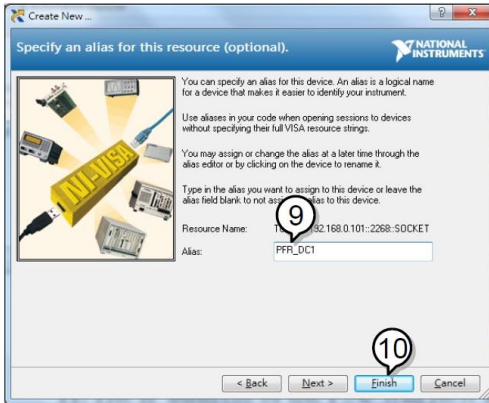 Create New ...
Specify an alias for this resource (optional).
NATIONAL
INSTRUMENTS
You can specify an alias for this device. An alias is a logical name
for a device that makes it easier to identify your instrument.
Use aliases in your code when opening sessions to devices
without specifying their full VISA resource strings.
You may assign or change the alias at a later time through the
alias editor or by clicking on the device to rename it.
Type in the alias you want to assign to this device or leave the
alias field blank to not alias to this device.
NI-VISA
9
Resource Name: 92.168.0.101::2268::SOCKET
Alias: PFR_DC1
10
< Back Next > Finish Cancel